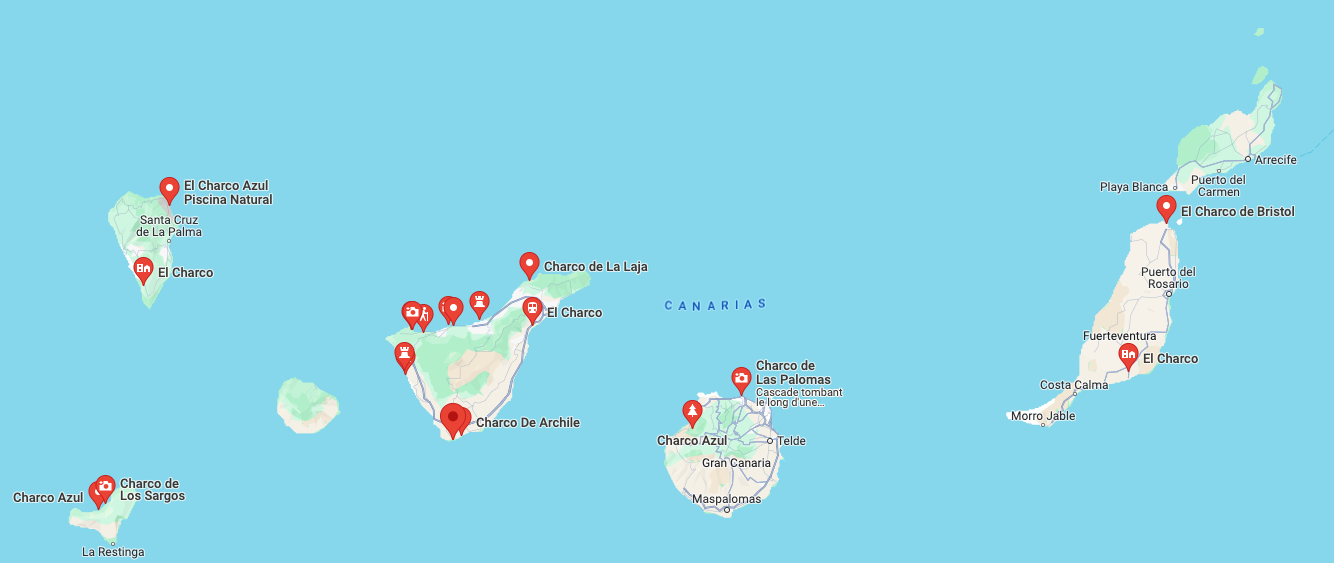 Arrecife
Playa Blanca
Puerto del
Carmen
El Charco Azul
Piscina Natural
El Charco de Bristol
Santa Cruz
de La Palma
El Charco
Charco de La Laja
Puerto del
Rosario
CANARIAS
El Charco
Fuerteventura
El Charco
Charco de
Las Palomas
Cascade tombant
le long d'une...
Costa Calma
Morro Jable
Charco De Archile
Charco Azul
Telde
Gran Canaria
Charco de
Los Sargos
Charco Azul
Maspalomas
La Restinga